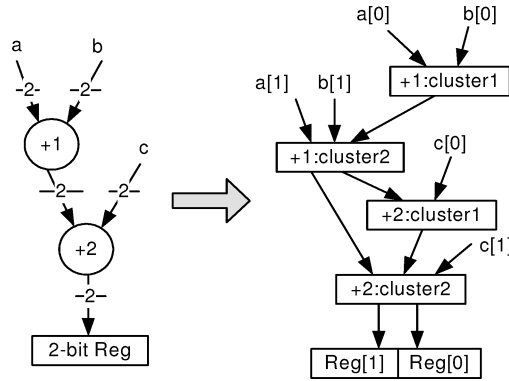 a b
-2- -2-
+1
c
-2- -2-
+2
-2-
2-bit Reg
a[0] b[0]
+1:cluster1
a[1] b[1]
+1:cluster2
c[0]
+2:cluster1
c[1]
+2:cluster2
Reg[1] Reg[0]